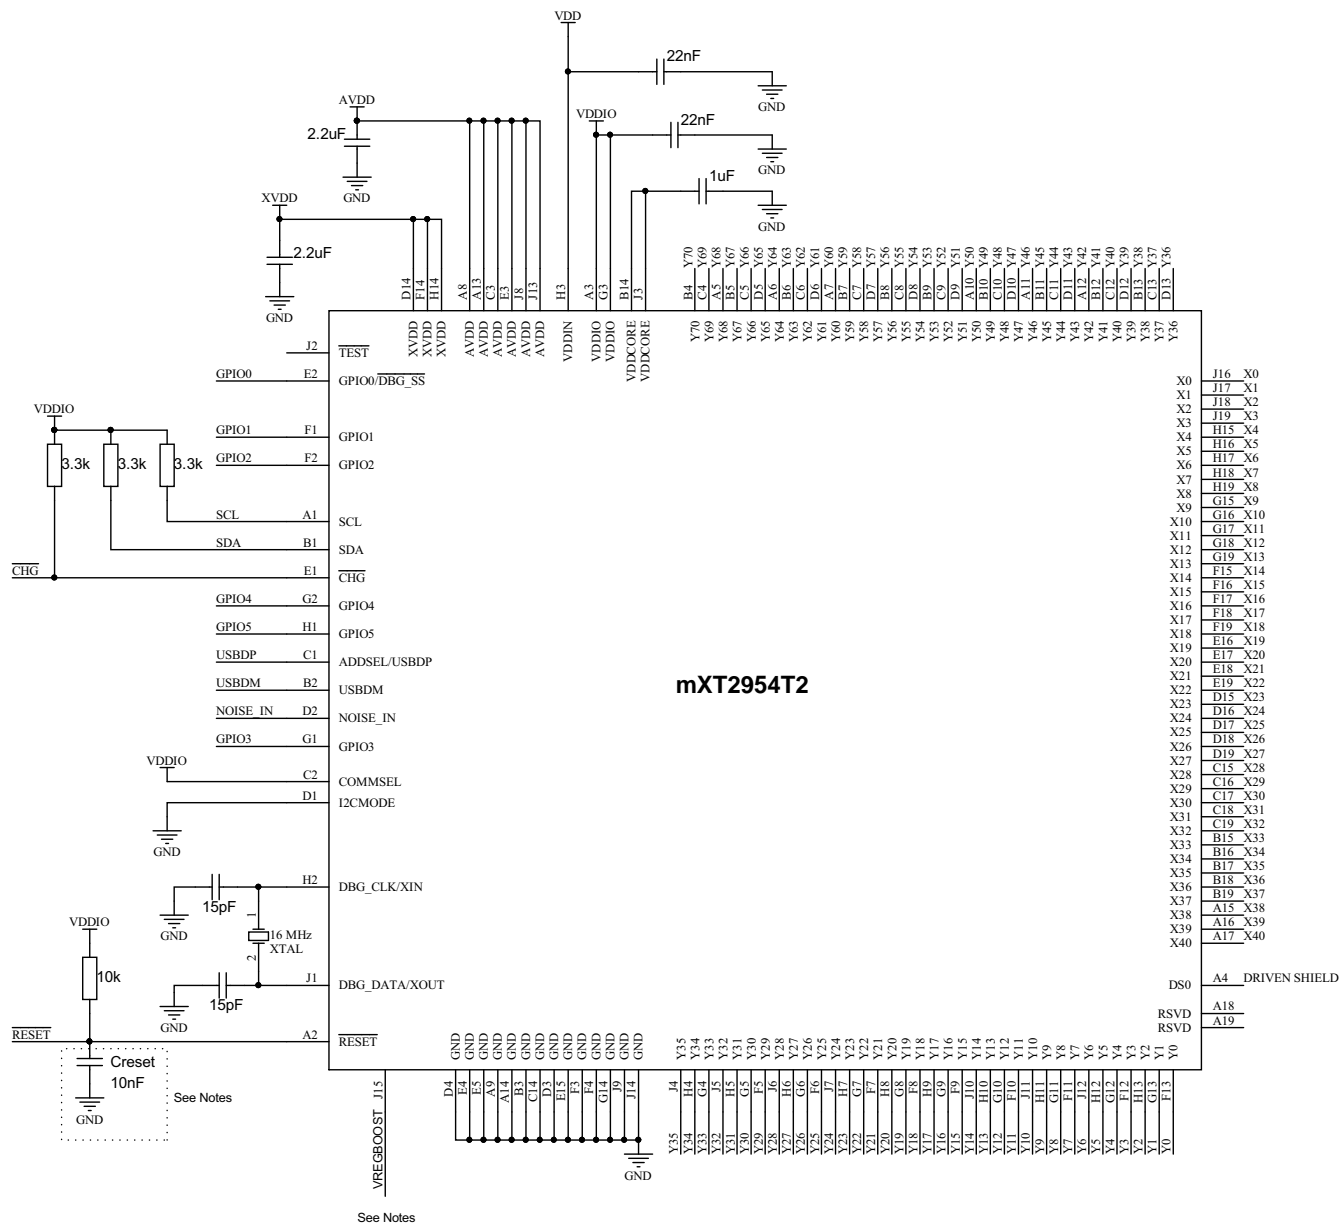 VDD
22nF
GND
AVDD
2.2uF
GND
VDDIO
22nF
GND
1uF
GND
XVDD
2.2uF
GND
D14 F14 H14 A8 A13 C3 E3 J8 J13 H3 A3 G3 B14 J3
XVDD XVDD XVDD AVDD AVDD AVDD AVDD AVDD AVDD VDDIN VDDIO VDDIO VDDCORE VDDCORE
Y70 Y69 Y68 Y67 Y66 Y65 Y64 Y63 Y62 Y61 Y60 Y59 Y58 Y57 Y56 Y55 Y54 Y53 Y52 Y51 Y50 Y49 Y48 Y47 Y46 Y45 Y44 Y43 Y42 Y41 Y40 Y39 Y38 Y37 Y36
B4 C4 A5 B5 C5 D5 A6 B6 C6 D6 A7 B7 C7 D7 B8 C8 D8 B9 C9 D9 A10 B10 C10 D10 A11 B11 C11 D11 A12 B12 C12 D12 B13 C13 D13
Y70 Y69 Y68 Y67 Y66 Y65 Y64 Y63 Y62 Y61 Y60 Y59 Y58 Y57 Y56 Y55 Y54 Y53 Y52 Y51 Y50 Y49 Y48 Y47 Y46 Y45 Y44 Y43 Y42 Y41 Y40 Y39 Y38 Y37 Y36
J2 TEST
GPIO0 E2 GPIO0/DBG_SS
VDDIO
3.3k 3.3k 3.3k
GPIO1 F1 GPIO1
GPIO2 F2 GPIO2
SCL A1 SCL
SDA B1 SDA
CHG E1 CHG
GPIO4 G2 GPIO4
GPIO5 H1 GPIO5
USBDP C1 ADDSEL/USBDP
USBDM B2 USBDM
NOISE_IN D2 NOISE_IN
GPIO3 G1 GPIO3
VDDIO C2 COMMSEL
D1 I2CMODE
GND
mXT2954T2
X0 J16 X0
X1 J17 X1
X2 J18 X2
X3 J19 X3
X4 H15 X4
X5 H16 X5
X6 H17 X6
X7 H18 X7
X8 H19 X8
X9 G15 X9
X10 G16 X10
X11 G17 X11
X12 G18 X12
X13 G19 X13
X14 F15 X14
X15 F16 X15
X16 F17 X16
X17 F18 X17
X18 F19 X18
X19 E16 X19
X20 E17 X20
X21 E18 X21
X22 E19 X22
X23 D15 X23
X24 D16 X24
X25 D17 X25
X26 D18 X26
X27 D19 X27
X28 C15 X28
X29 C16 X29
X30 C17 X30
X31 C18 X31
X32 C19 X32
X33 B15 X33
X34 B16 X34
X35 B17 X35
X36 B18 X36
X37 B19 X37
X38 A15 X38
X39 A16 X39
X40 A17 X40
DS0 A4 DRIVEN SHIELD
RSVD A18
RSVD A19
H2 DBG_CLK/XIN
15pF
GND
1
16 MHz
XTAL
2
J1 DBG_DATA/XOUT
15pF
GND
VDDIO
10k
RESET A2 RESET
Creset
10nF
GND
See Notes
VREGBOOST J15
See Notes
GND GND GND GND GND GND GND GND GND GND GND GND GND GND
D4 E4 E5 A9 A14 B3 C14 D3 E15 F3 F4 G14 J9 J14
GND
Y35 Y34 Y33 Y32 Y31 Y30 Y29 Y28 Y27 Y26 Y25 Y24 Y23 Y22 Y21 Y20 Y19 Y18 Y17 Y16 Y15 Y14 Y13 Y12 Y11 Y10 Y9 Y8 Y7 Y6 Y5 Y4 Y3 Y2 Y1 Y0
J4 H4 G4 J5 H5 G5 F5 J6 H6 G6 F6 J7 H7 G7 F7 H8 G8 F8 H9 G9 F9 J10 H10 G10 F10 J11 H11 G11 F11 J12 H12 G12 F12 H13 G13 F13
Y35 Y34 Y33 Y32 Y31 Y30 Y29 Y28 Y27 Y26 Y25 Y24 Y23 Y22 Y21 Y20 Y19 Y18 Y17 Y16 Y15 Y14 Y13 Y12 Y11 Y10 Y9 Y8 Y7 Y6 Y5 Y4 Y3 Y2 Y1 Y0